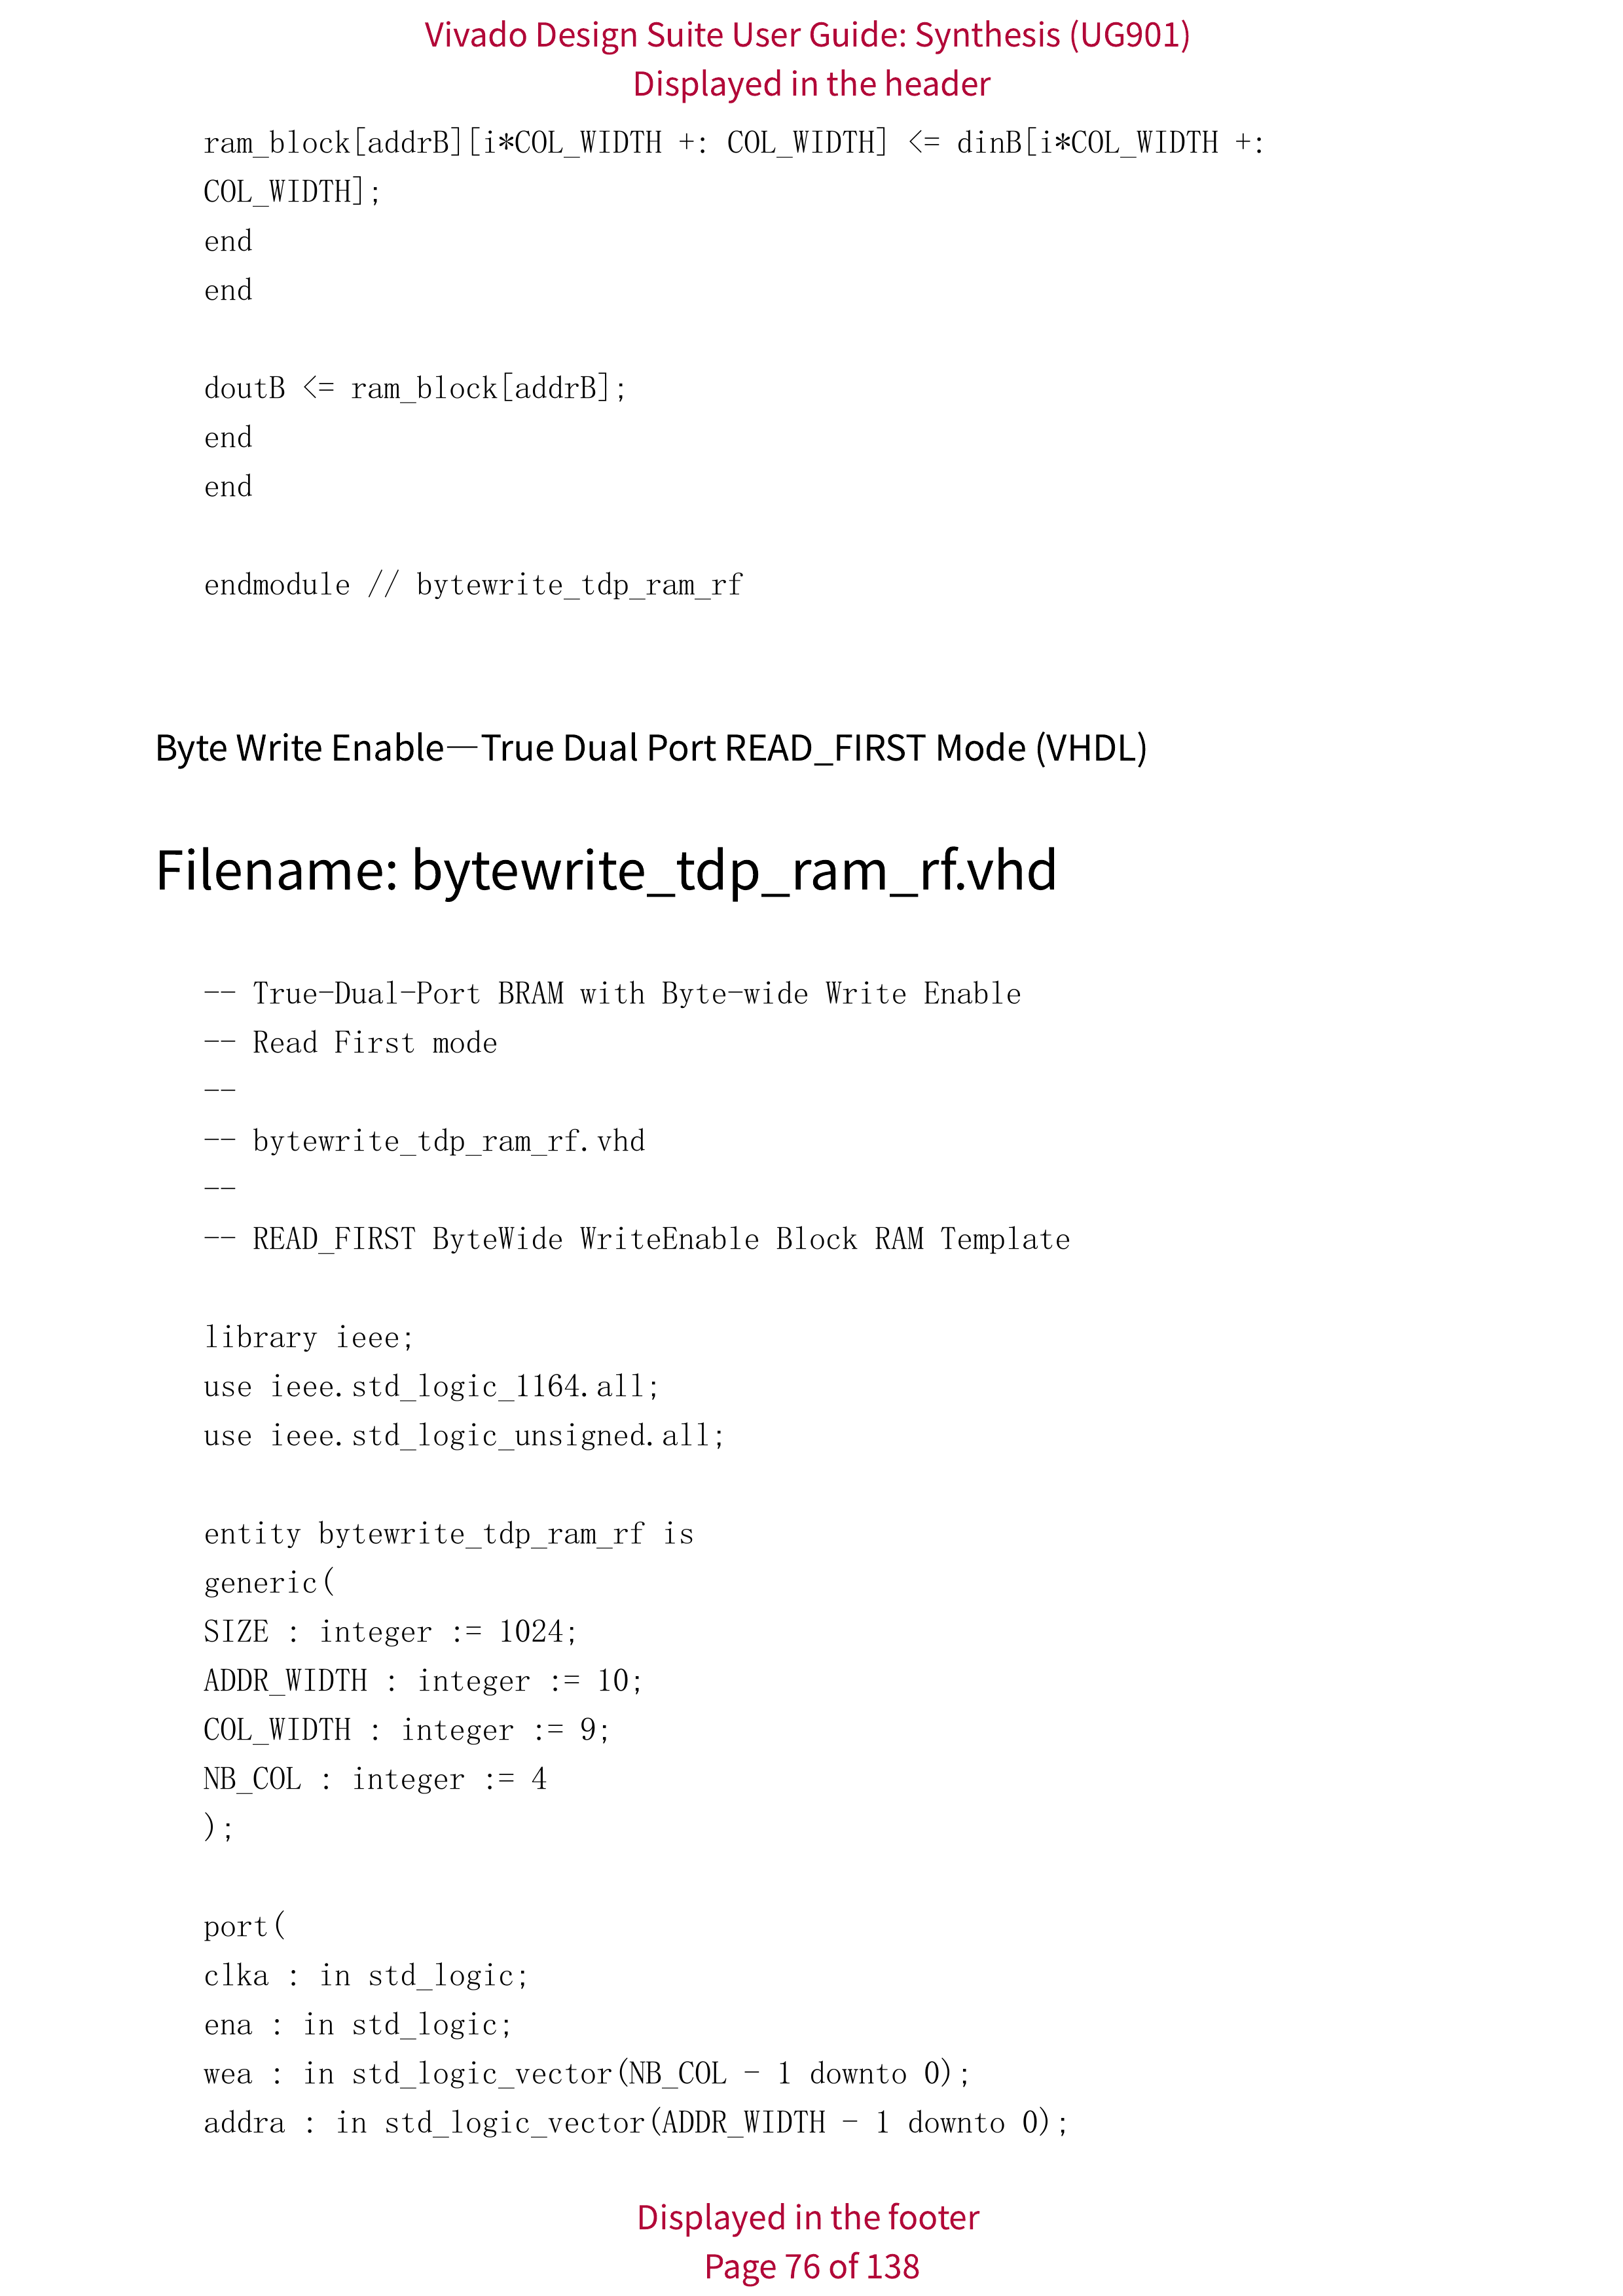 Vivado Design Suite User Guide: Synthesis (UG901)
Displayed in the header
ram_block[addrB][i*COL_WIDTH +: COL_WIDTH] <= dinB[i*COL_WIDTH +:
COL_WIDTH];
end
end
doutB <= ram_block[addrB];
end
end
endmodule // bytewrite_tdp_ram_rf
Byte Write Enable—True Dual Port READ_FIRST Mode (VHDL)
Filename: bytewrite_tdp_ram_rf.vhd
-- True-Dual-Port BRAM with Byte-wide Write Enable
-- Read First mode
--
-- bytewrite_tdp_ram_rf.vhd
--
-- READ_FIRST ByteWide WriteEnable Block RAM Template
library ieee;
use ieee.std_logic_1164.all;
use ieee.std_logic_unsigned.all;
entity bytewrite_tdp_ram_rf is
generic(
SIZE : integer := 1024;
ADDR_WIDTH : integer := 10;
COL_WIDTH : integer := 9;
NB_COL : integer := 4
);
port(
clka : in std_logic;
ena : in std_logic;
wea : in std_logic_vector(NB_COL - 1 downto 0);
addra : in std_logic_vector(ADDR_WIDTH - 1 downto 0);
Displayed in the footer
Page 76 of 138